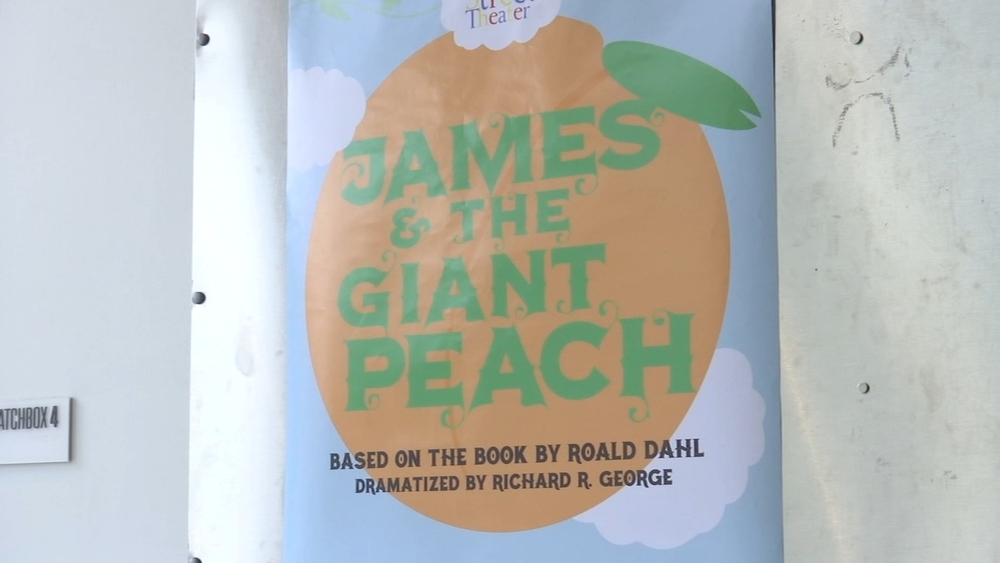 Theater
JAMES
& THE
GIANT
PEACH
BASED ON THE BOOK BY ROALD DAHL
DRAMATIZED BY RICHARD R. GEORGE
ATCHBOX 4